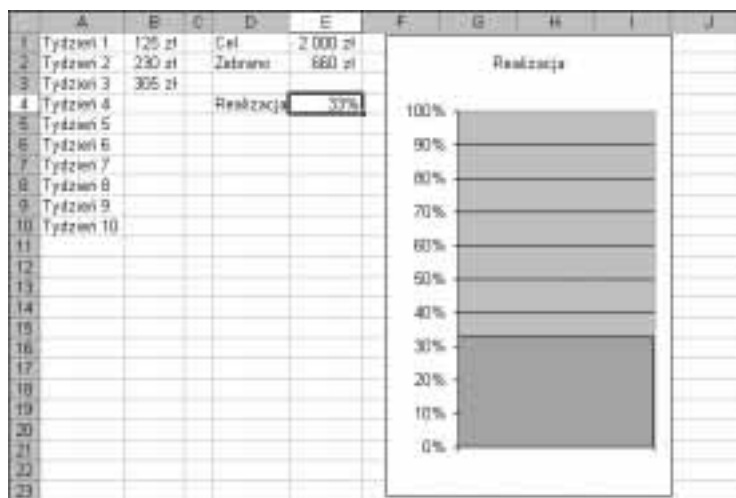 A B C D E F G H I J
1 Tydzień 1 125 zł Cel 2 000 zł
2 Tydzień 2 230 zł Zebrano 660 zł
3 Tydzień 3 305 zł
4 Tydzień 4 Realizacja 33%
5 Tydzień 5
6 Tydzień 6
7 Tydzień 7
8 Tydzień 8
9 Tydzień 9
10 Tydzień 10
11
12
13
14
15
16
17
18
19
20
21
22
23
Realizacja
100%
90%
80%
70%
60%
50%
40%
30%
20%
10%
0%